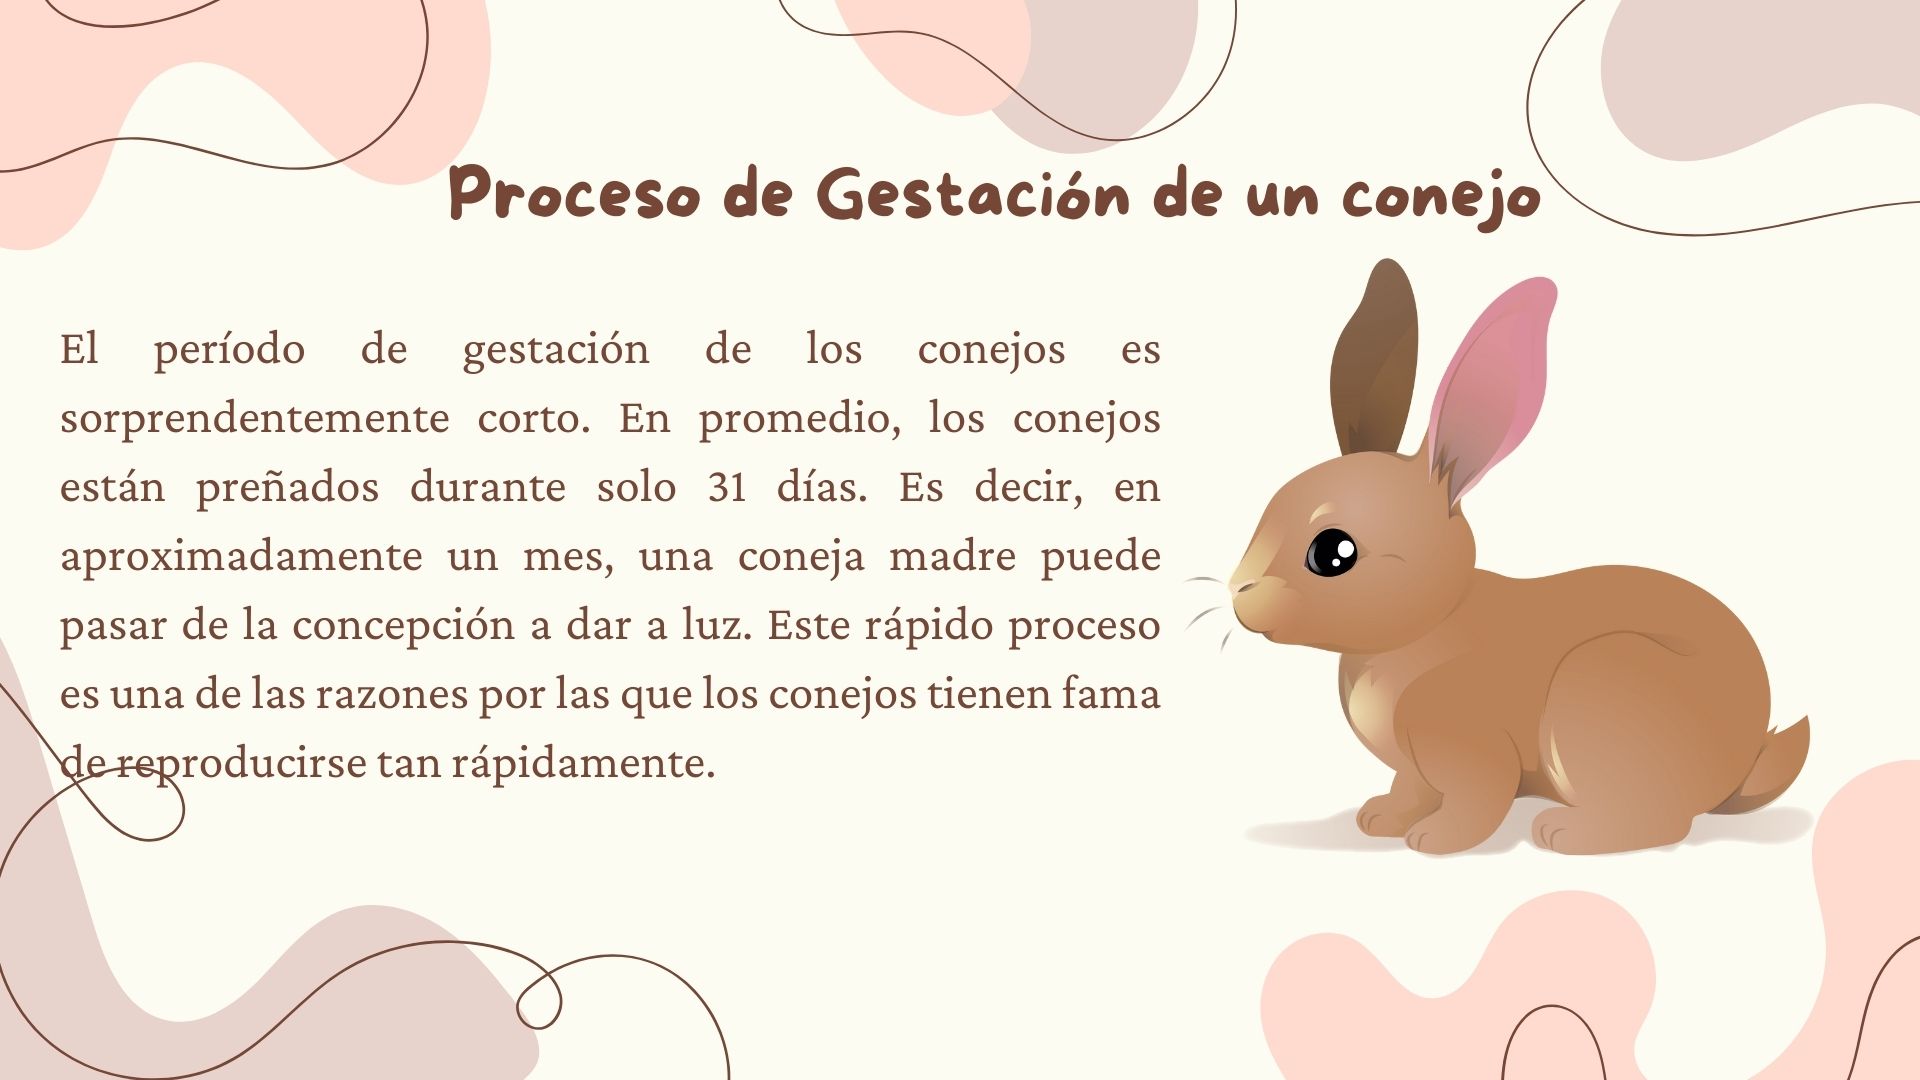 Proceso de Gestación de un conejo
El período de gestación de los conejos es
sorprendentemente corto. En promedio, los conejos
están preñados durante solo 31 días. Es decir, en
aproximadamente un mes, una coneja madre puede
pasar de la concepción a dar a luz. Este rápido proceso
es una de las razones por las que los conejos tienen fama
de reproducirse tan rápidamente.